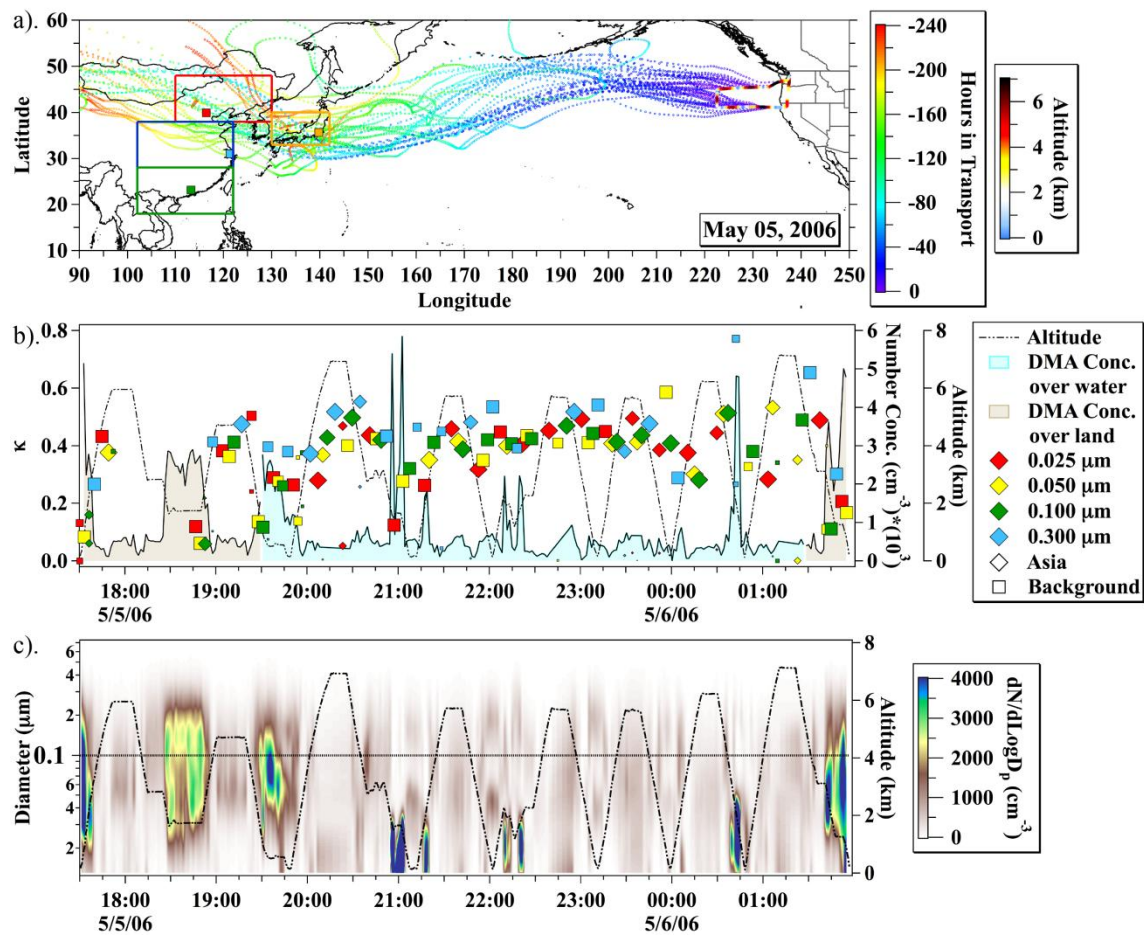 a).
60
50
40
30
20
10
Latitude
90 100 110 120 130 140 150 160 170 180 190 200 210 220 230 240 250
Longitude
May 05, 2006
-240
-200
-160
-120
-80
-40
0
Hours in Transport
6
4
2
0
Altitude (km)
b).
0.8
0.6
0.4
0.2
0.0
κ
6
5
4
3
2
1
0
Number Conc. (cm⁻³)*(10³)
8
6
4
2
0
Altitude (km)
18:00 19:00 20:00 21:00 22:00 23:00 00:00 01:00
5/5/06 5/6/06
Altitude
DMA Conc.
over water
DMA Conc.
over land
0.025 μm
0.050 μm
0.100 μm
0.300 μm
Asia
Background
c).
6
4
2
0.1
6
4
2
Diameter (μm)
8
6
4
2
0
Altitude (km)
18:00 19:00 20:00 21:00 22:00 23:00 00:00 01:00
5/5/06 5/6/06
4000
3000
2000
1000
0
dN/dLogDₚ (cm⁻³)